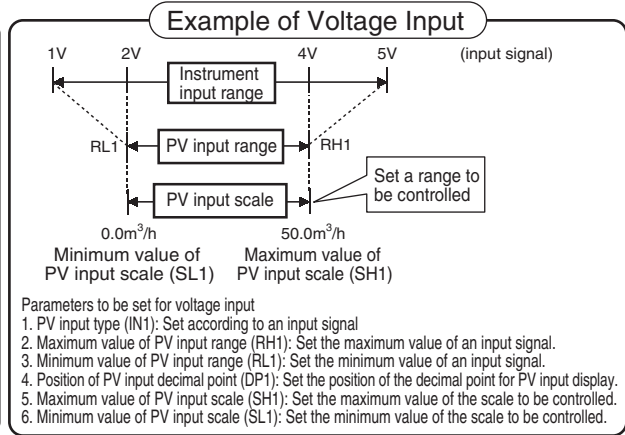 Example of Voltage Input
1V 2V 4V 5V (input signal)
Instrument
input range
RL1 PV input range RH1
PV input scale
Set a range to
be controlled
0.0m³/h 50.0m³/h
Minimum value of Maximum value of
PV input scale (SL1) PV input scale (SH1)
Parameters to be set for voltage input
1. PV input type (IN1): Set according to an input signal
2. Maximum value of PV input range (RH1): Set the maximum value of an input signal.
3. Minimum value of PV input range (RL1): Set the minimum value of an input signal.
4. Position of PV input decimal point (DP1): Set the position of the decimal point for PV input display.
5. Maximum value of PV input scale (SH1): Set the maximum value of the scale to be controlled.
6. Minimum value of PV input scale (SL1): Set the minimum value of the scale to be controlled.